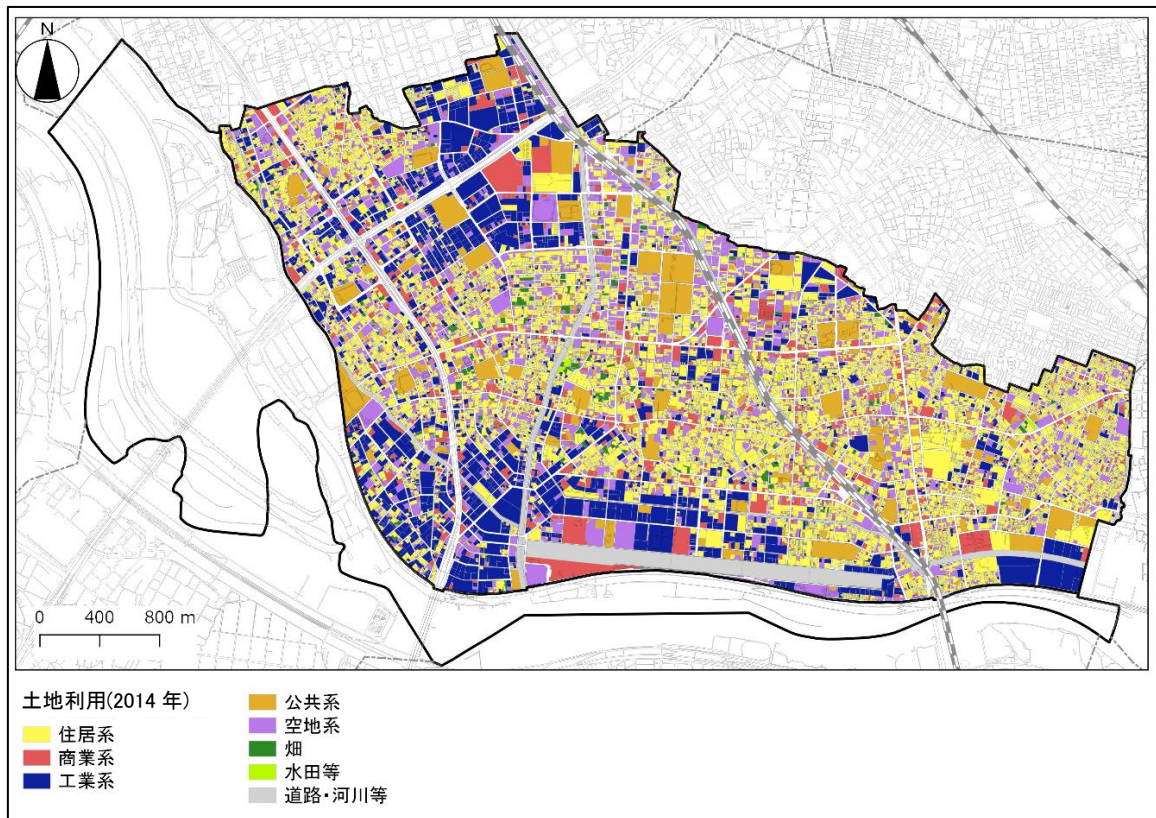 N
0 400 800 m
土地利用(2014 年)
住居系
商業系
工業系
公共系
空地系
畑
水田等
道路・河川等